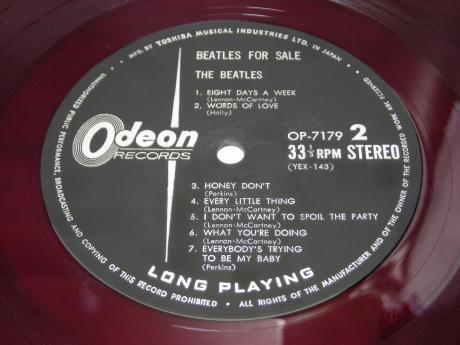 MFG. BY TOSHIBA MUSICAL INDUSTRIES LTD. IN JAPAN
BEATLES FOR SALE
THE BEATLES
1. EIGHT DAYS A WEEK
(Lennon-McCartney)
2. WORDS OF LOVE
(Holly)
Odeon
RECORDS
OP-7179 2
33 1/3 RPM STEREO
(YEX-143)
3. HONEY DON'T
(Perkins)
4. EVERY LITTLE THING
(Lennon-McCartney)
5. I DON'T WANT TO SPOIL THE PARTY
(Lennon-McCartney)
6. WHAT YOU'RE DOING
(Lennon-McCartney)
7. EVERYBODY'S TRYING
TO BE MY BABY
(Perkins)
LONG PLAYING
UNAUTHORISED PUBLIC PERFORMANCE, BROADCASTING AND COPYING OF THIS RECORD PROHIBITED • ALL RIGHTS OF THE MANUFACTURER AND OF THE OWNER OF THE RECORDED WORK ARE RESERVED